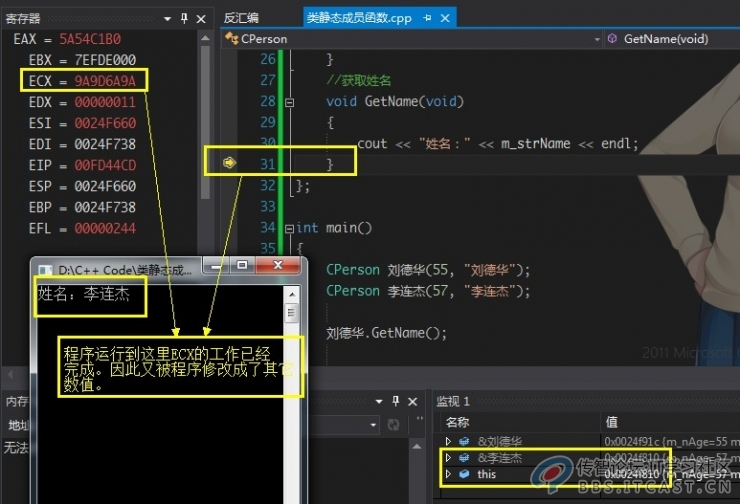 寄存器
EAX = 5A54C1B0
EBX = 7EFDE000
ECX = 9A9D6A9A
EDX = 00000011
ESI = 0024F660
EDI = 0024F738
EIP = 00FD44CD
ESP = 0024F660
EBP = 0024F738
EFL = 00000244
反汇编
类静态成员函数.cpp
CPerson
GetName(void)
26 }
27 //获取姓名
28 void GetName(void)
29 {
30 cout << "姓名：" << m_strName << endl;
31 }
32 };
33
34 int main()
35 {
36 CPerson 刘德华(55, "刘德华");
CPerson 李连杰(57, "李连杰");
刘德华.GetName();
D:\C++ Code\类静态成...
姓名：李连杰
程序运行到这里ECX的工作已经
完成。因此又被程序修改成了其它
数值。
2011 Microsoft
内存
地址
无法
监视 1
名称 值
&刘德华 0x0024f91c {m_nAge=55 m
&李连杰 0x0024f810 {m_nAge=57 m
this 0x0024f810 {m_nAge=57 m
BBS.ITCAST.CN